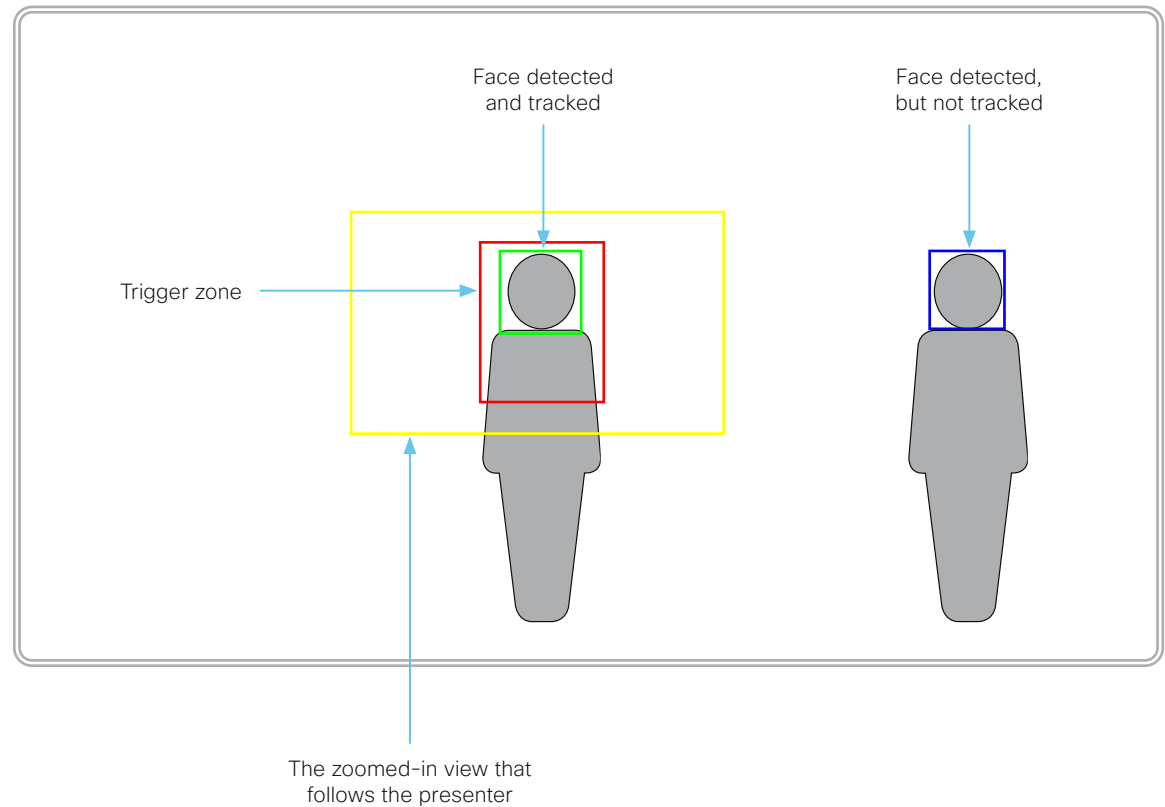 Face detected
and tracked
Face detected,
but not tracked
Trigger zone
The zoomed-in view that
follows the presenter